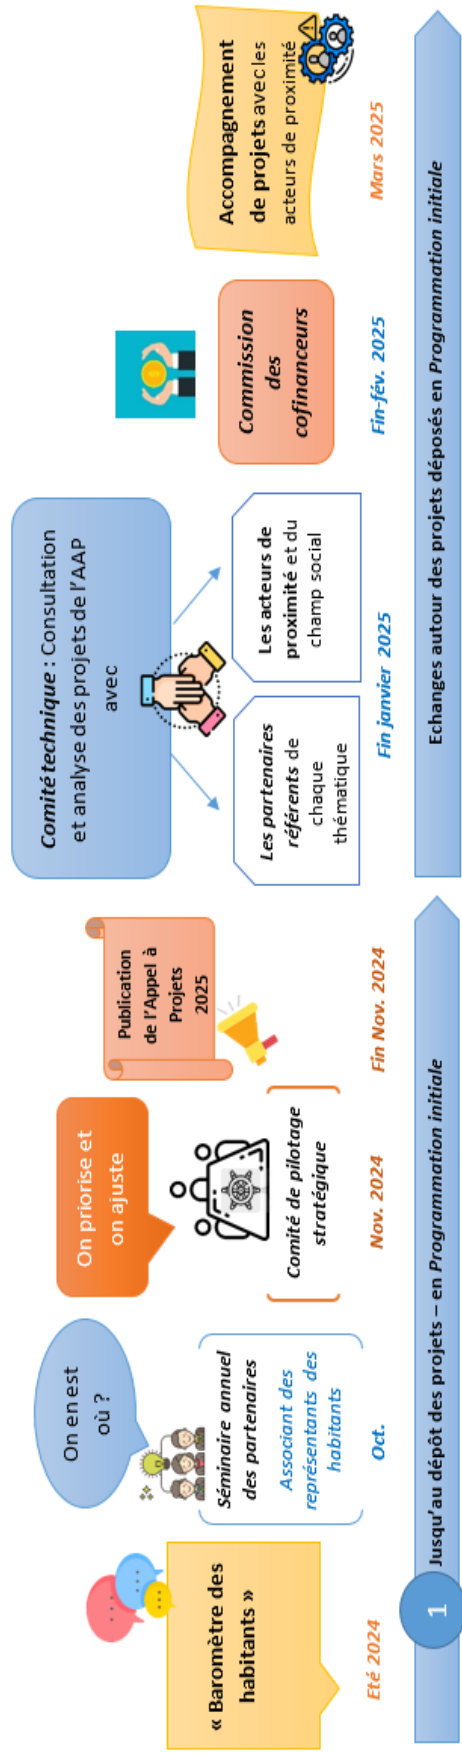 « Baromètre des
habitants »
Eté 2024
On en est
où ?
Séminaire annuel
des partenaires
Associant des
représentants des
habitants
Oct.
On priorise et
on ajuste
Comité de pilotage
stratégique
Nov. 2024
Publication
de l’Appel à
Projets
2025
Fin Nov. 2024
1
Jusqu’au dépôt des projets – en Programmation initiale
Comité technique : Consultation
et analyse des projets de l’AAP
avec
Les partenaires
référents de
chaque
thématique
Les acteurs de
proximité et du
champ social
Fin janvier 2025
Commission
des
cofinanceurs
Fin-fév. 2025
Accompagnement
de projets avec les
acteurs de proximité
Mars 2025
Echanges autour des projets déposés en Programmation initiale